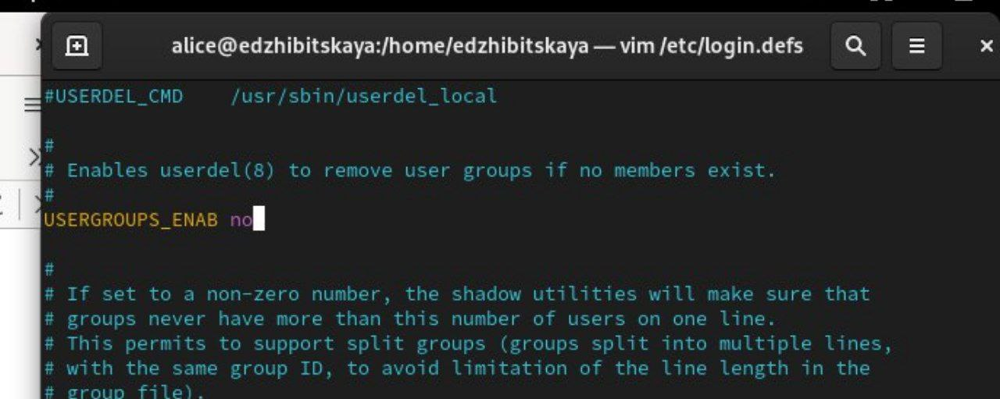 alice@edzhibitskaya:/home/edzhibitskaya — vim /etc/login.defs
#USERDEL_CMD    /usr/sbin/userdel_local
#
# Enables userdel(8) to remove user groups if no members exist.
#
USERGROUPS_ENAB no
#
# If set to a non-zero number, the shadow utilities will make sure that
# groups never have more than this number of users on one line.
# This permits to support split groups (groups split into multiple lines,
# with the same group ID, to avoid limitation of the line length in the
# group file).